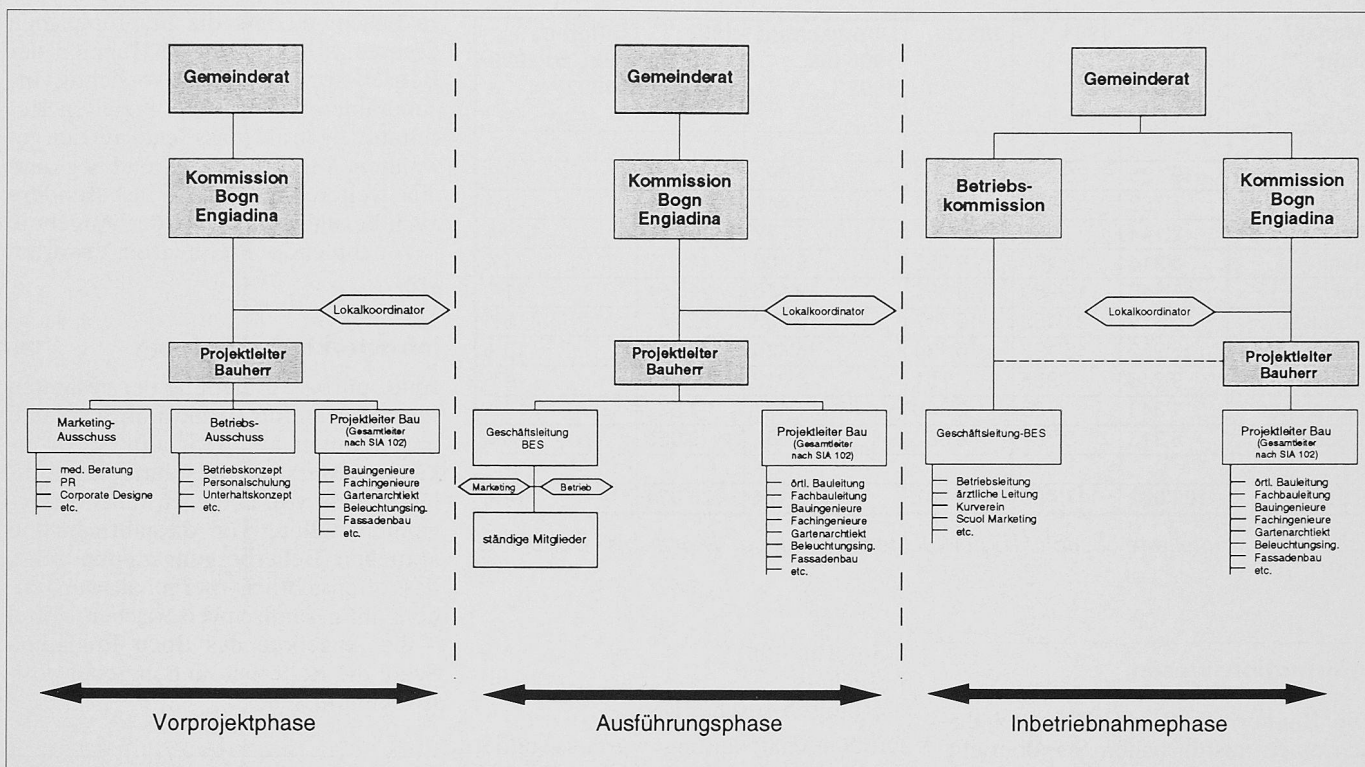 Gemeinderat
Kommission
Bogn
Engiadina
Lokalkoordinator
Projektleiter
Bauherr
Marketing-
Ausschuss
med. Beratung
PR
Corporate Designe
etc.
Betriebs-
Ausschuss
Betriebskonzept
Personalschulung
Unterhaltskonzept
etc.
Projektleiter Bau
(Gesamtleiter
nach SIA 102)
Bauingenieure
Fachingenieure
Gartenarchtiekt
Beleuchtungsing.
Fassadenbau
etc.
Vorprojektphase
Gemeinderat
Kommission
Bogn
Engiadina
Lokalkoordinator
Projektleiter
Bauherr
Geschäftsleitung
BES
Marketing
Betrieb
ständige Mitglieder
Projektleiter Bau
(Gesamtleiter
nach SIA 102)
örtl. Bauleitung
Fachbauleitung
Bauingenieure
Fachingenieure
Gartenarchtiekt
Beleuchtungsing.
Fassadenbau
etc.
Ausführungsphase
Gemeinderat
Betriebs-
kommission
Kommission
Bogn
Engiadina
Lokalkoordinator
Projektleiter
Bauherr
Geschäftsleitung-BES
Betriebsleitung
ärztliche Leitung
Kurverein
Scuol Marketing
etc.
Projektleiter Bau
(Gesamtleiter
nach SIA 102)
örtl. Bauleitung
Fachbauleitung
Bauingenieure
Fachingenieure
Gartenarchtiekt
Beleuchtungsing.
Fassadenbau
etc.
Inbetriebnahmephase